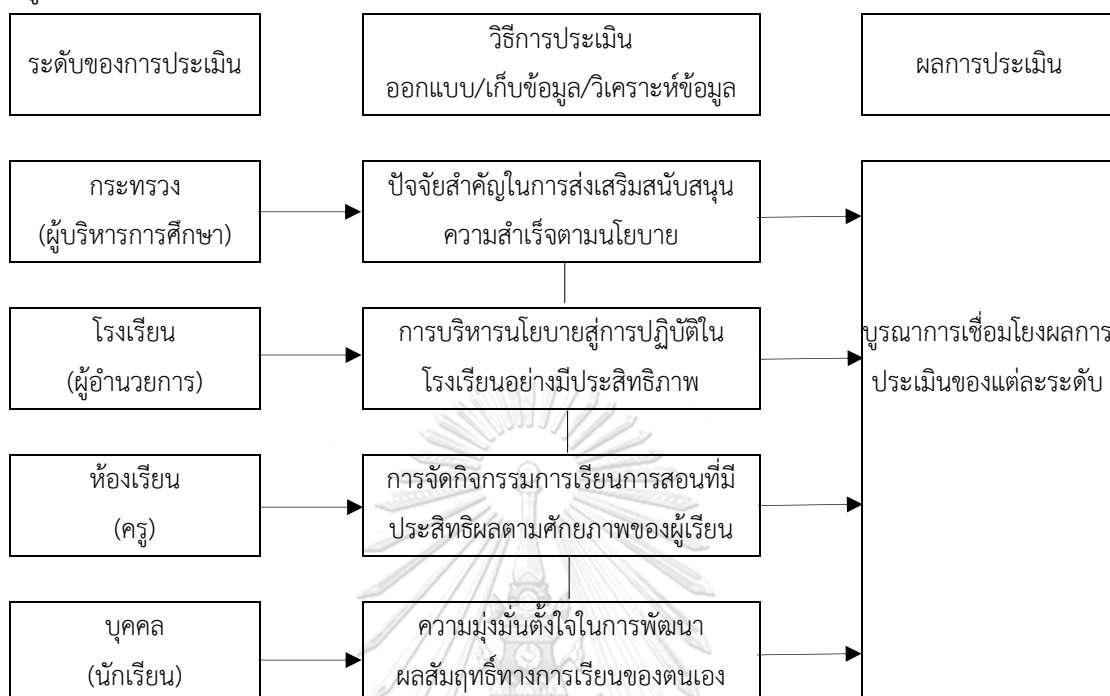 ระดับของการประเมิน
วิธีการประเมิน
ออกแบบ/เก็บข้อมูล/วิเคราะห์ข้อมูล
ผลการประเมิน
กระทรวง
(ผู้บริหารการศึกษา)
ปัจจัยสำคัญในการส่งเสริมสนับสนุน
ความสำเร็จตามนโยบาย
โรงเรียน
(ผู้อำนวยการ)
การบริหารนโยบายสู่การปฏิบัติใน
โรงเรียนอย่างมีประสิทธิภาพ
บูรณาการเชื่อมโยงผลการ
ประเมินของแต่ละระดับ
ห้องเรียน
(ครู)
การจัดกิจกรรมการเรียนการสอนที่มี
ประสิทธิผลตามศักยภาพของผู้เรียน
บุคคล
(นักเรียน)
ความมุ่งมั่นตั้งใจในการพัฒนา
ผลสัมฤทธิ์ทางการเรียนของตนเอง